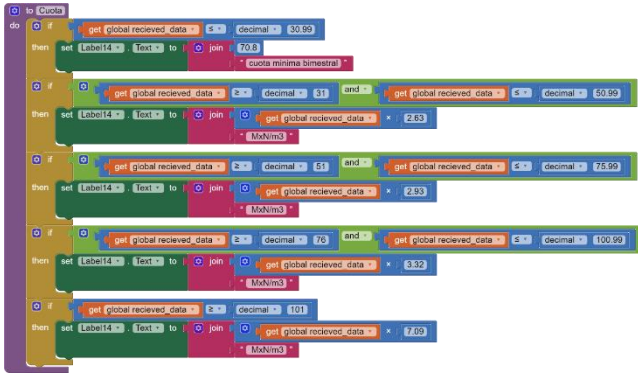 to Cuota
do if get global recieved_data ≤ decimal 30.99
then set Label14 . Text to join 70.8
" cuota minima bimestral "
if get global recieved_data ≥ decimal 31 and get global recieved_data ≤ decimal 50.99
then set Label14 . Text to join get global recieved_data × 2.63
" MxN/m3 "
if get global recieved_data ≥ decimal 51 and get global recieved_data ≤ decimal 75.99
then set Label14 . Text to join get global recieved_data × 2.93
" MxN/m3 "
if get global recieved_data ≥ decimal 76 and get global recieved_data ≤ decimal 100.99
then set Label14 . Text to join get global recieved_data × 3.32
" MxN/m3 "
if get global recieved_data ≥ decimal 101
then set Label14 . Text to join get global recieved_data × 7.09
" MxN/m3 "